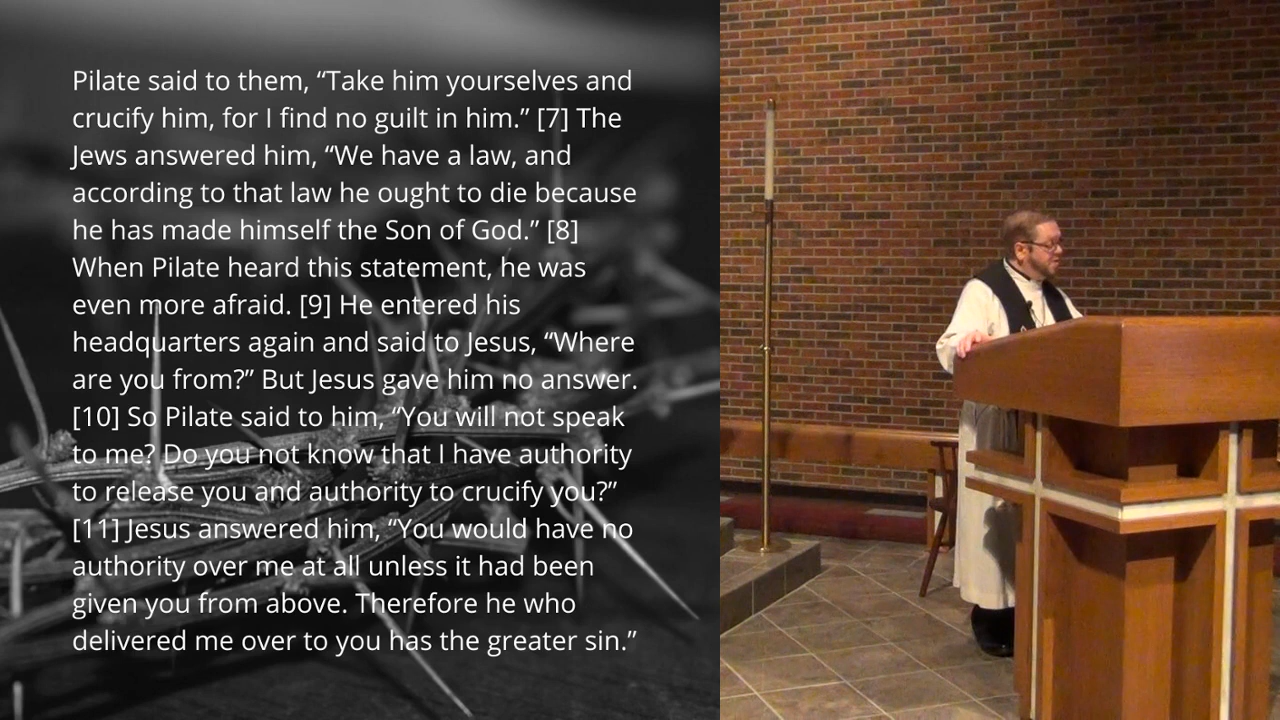 Pilate said to them, “Take him yourselves and
crucify him, for I find no guilt in him.” [7] The
Jews answered him, “We have a law, and
according to that law he ought to die because
he has made himself the Son of God.” [8]
When Pilate heard this statement, he was
even more afraid. [9] He entered his
headquarters again and said to Jesus, “Where
are you from?” But Jesus gave him no answer.
[10] So Pilate said to him, “You will not speak
to me? Do you not know that I have authority
to release you and authority to crucify you?”
[11] Jesus answered him, “You would have no
authority over me at all unless it had been
given you from above. Therefore he who
delivered me over to you has the greater sin.”